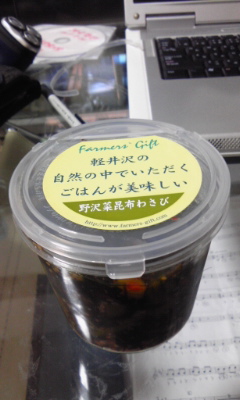 Farmers' Gift
軽井沢の
自然の中でいただく
ごはんが美味しい
野沢菜昆布わさび
http://www.farmers-gift.com